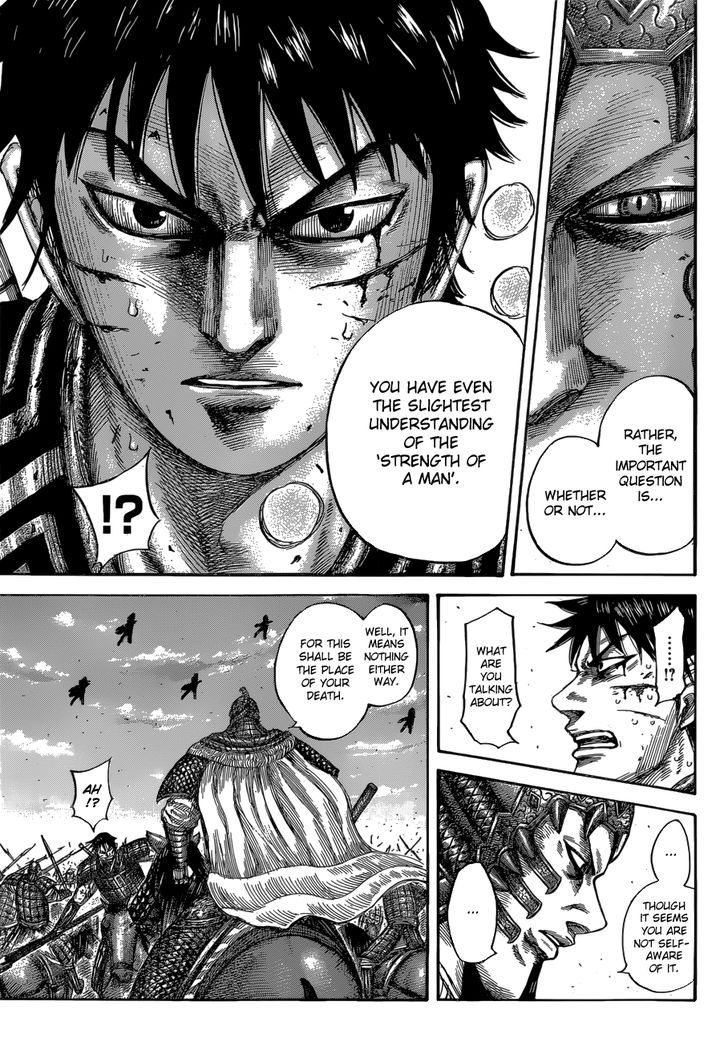 RATHER,
THE
IMPORTANT
QUESTION
IS...
WHETHER
OR NOT...
YOU HAVE EVEN
THE SLIGHTEST
UNDERSTANDING
OF THE
'STRENGTH OF
A MAN'.
!?
........!?
WHAT
ARE
YOU
TALKING
ABOUT?
...
THOUGH
IT SEEMS
YOU ARE
NOT SELF-
AWARE
OF IT.
...
WELL, IT
MEANS
NOTHING
EITHER
WAY.
FOR THIS
SHALL BE
THE PLACE
OF YOUR
DEATH.
AH
!?